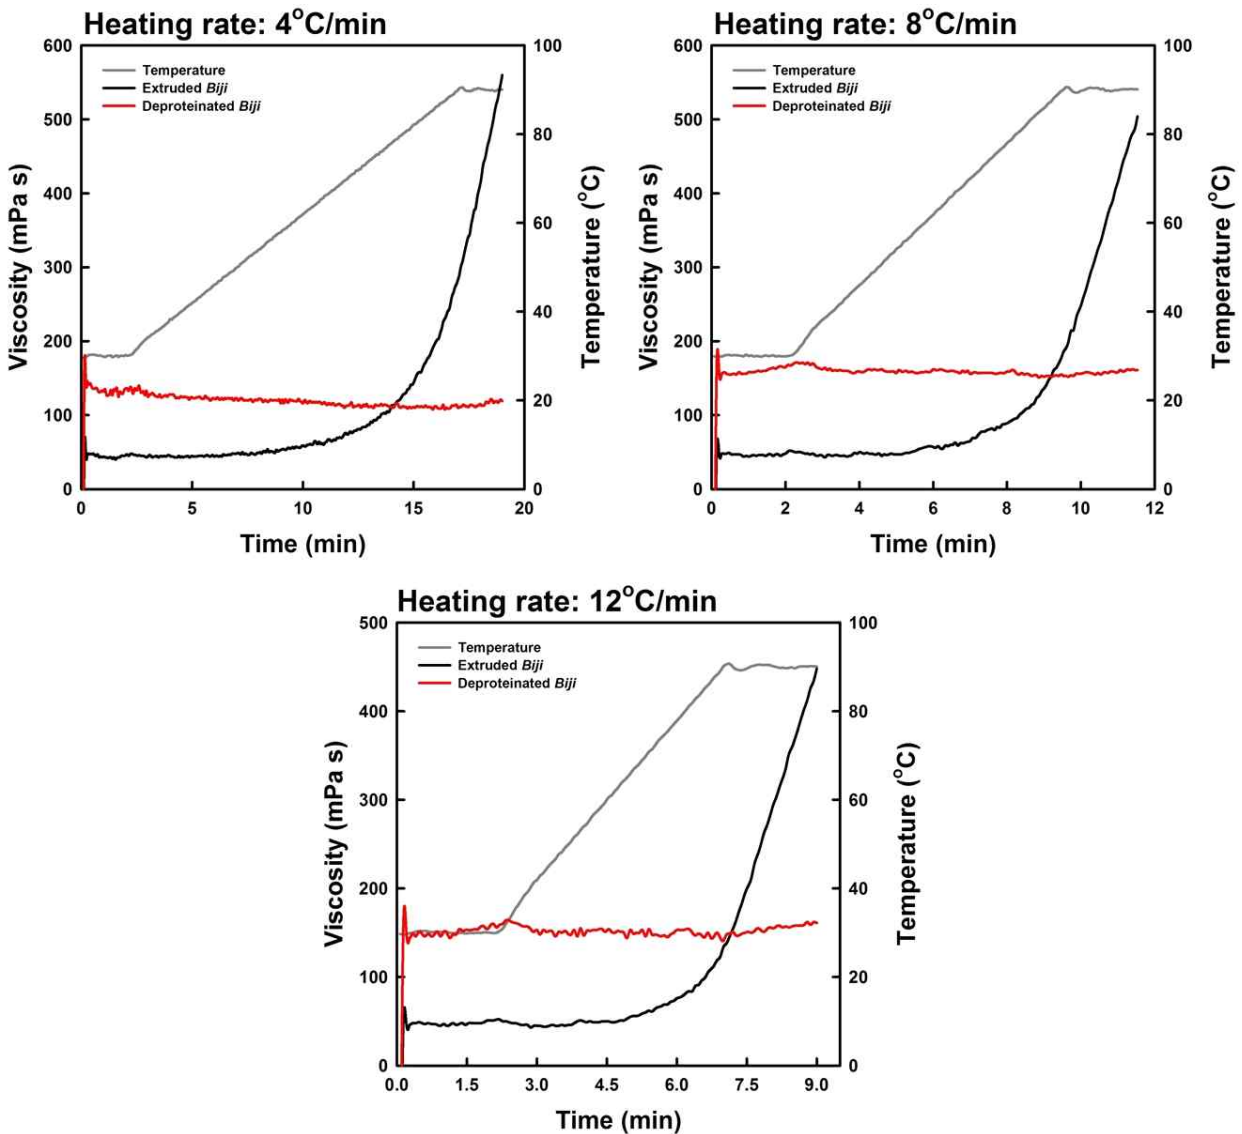 Heating rate: 4°C/min
Temperature
Extruded Biji
Deproteinated Biji
600
500
400
300
200
100
0
100
80
60
40
20
0
0 5 10 15 20
Viscosity (mPa s)
Temperature (°C)
Time (min)
Heating rate: 8°C/min
Temperature
Extruded Biji
Deproteinated Biji
600
500
400
300
200
100
0
100
80
60
40
20
0
0 2 4 6 8 10 12
Viscosity (mPa s)
Temperature (°C)
Time (min)
Heating rate: 12°C/min
Temperature
Extruded Biji
Deproteinated Biji
500
400
300
200
100
0
100
80
60
40
20
0
0.0 1.5 3.0 4.5 6.0 7.5 9.0
Viscosity (mPa s)
Temperature (°C)
Time (min)